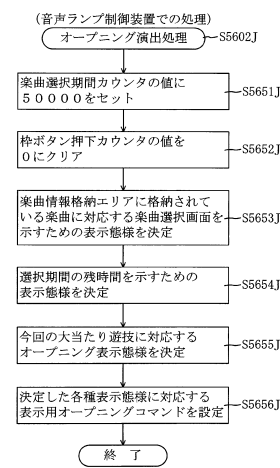 (音声ランプ制御装置での処理)
オープニング演出処理
S5602J
楽曲選択期間カウンタの値に
50000をセット
S5651J
枠ボタン押下カウンタの値を
0にクリア
S5652J
楽曲情報格納エリアに格納されて
いる楽曲に対応する楽曲選択画面を
示すための表示態様を決定
S5653J
選択期間の残時間を示すための
表示態様を決定
S5654J
今回の大当たり遊技に対応する
オープニング表示態様を決定
S5655J
決定した各種表示態様に対応する
表示用オープニングコマンドを設定
S5656J
終 了